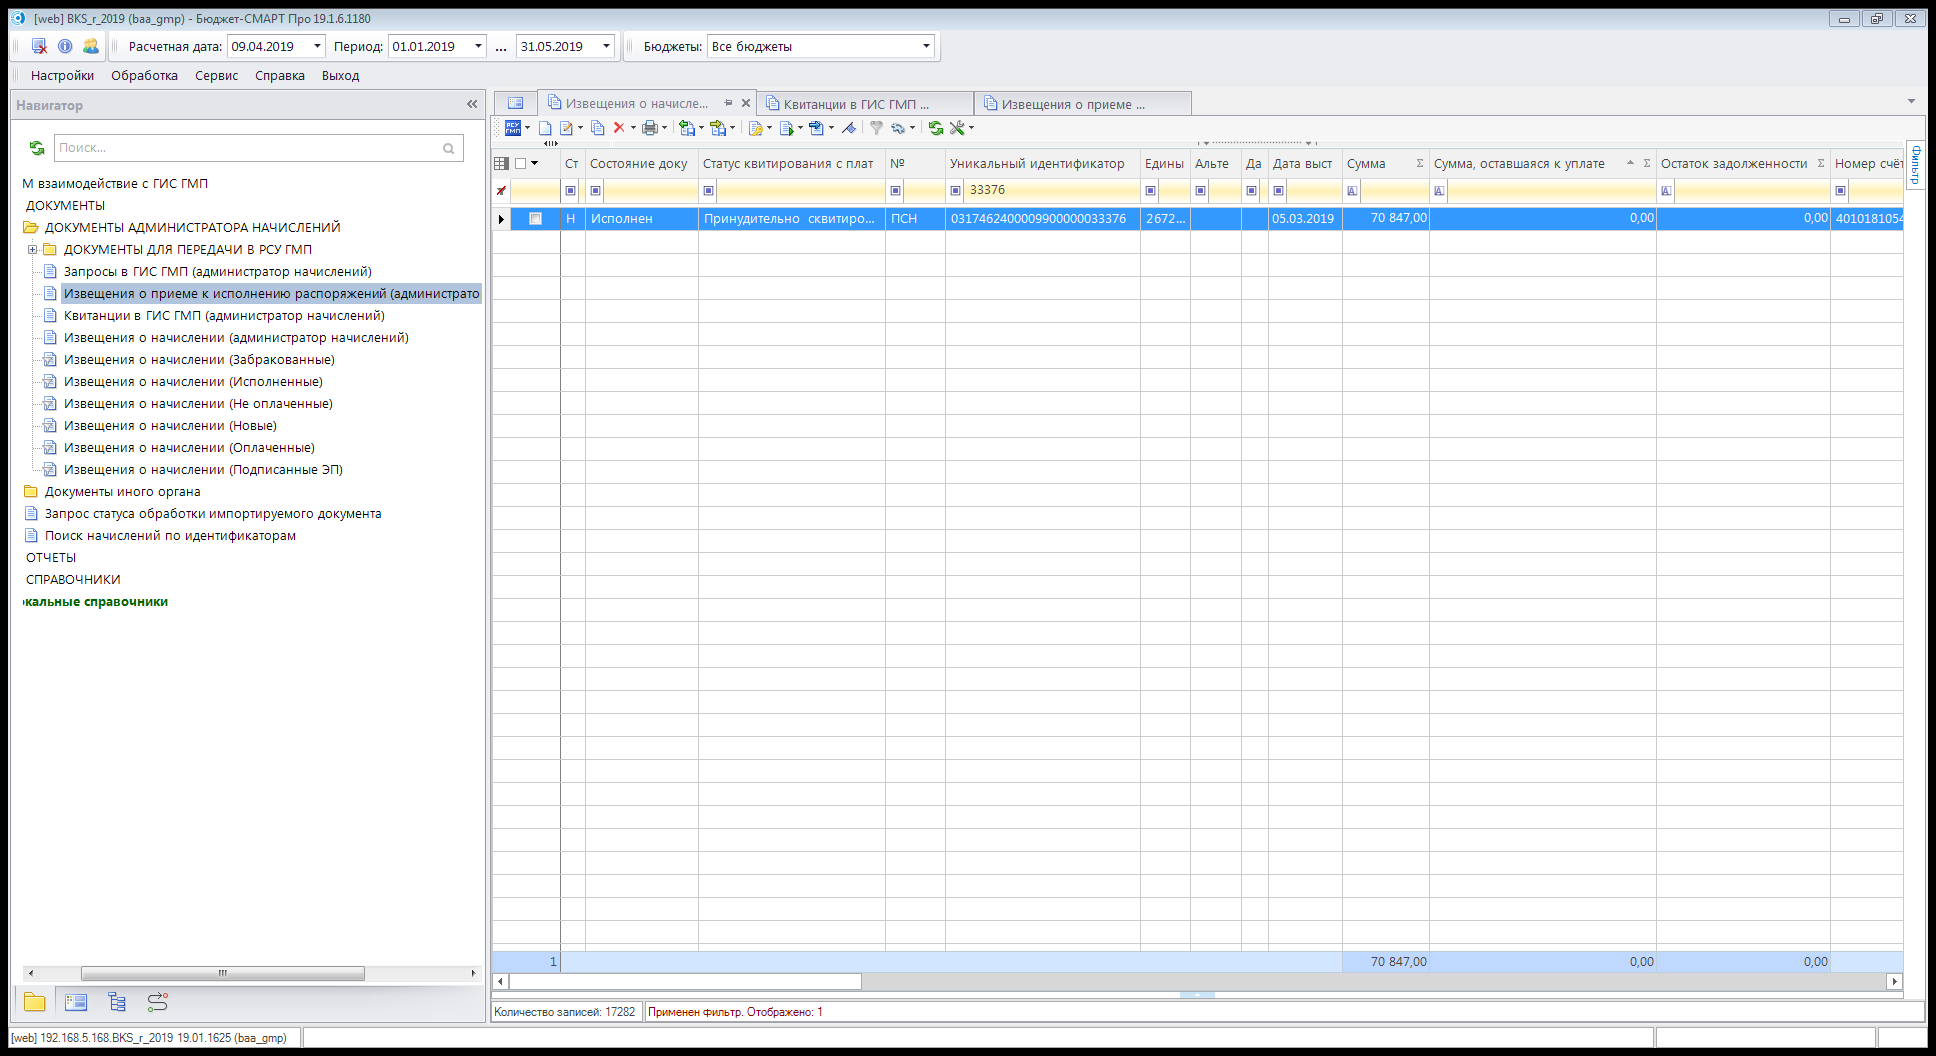 [web] BKS_r_2019 (baa_gmp) - Бюджет-СМАРТ Про 19.1.6.1180
Расчетная дата: 09.04.2019 Период: 01.01.2019 ... 31.05.2019 Бюджеты: Все бюджеты
Настройки Обработка Сервис Справка Выход
Навигатор
Поиск...
М взаимодействие с ГИС ГМП
ДОКУМЕНТЫ
ДОКУМЕНТЫ АДМИНИСТРАТОРА НАЧИСЛЕНИЙ
ДОКУМЕНТЫ ДЛЯ ПЕРЕДАЧИ В РСУ ГМП
Запросы в ГИС ГМП (администратор начислений)
Извещения о приеме к исполнению распоряжений (администрато
Квитанции в ГИС ГМП (администратор начислений)
Извещения о начислении (администратор начислений)
Извещения о начислении (Забракованные)
Извещения о начислении (Исполненные)
Извещения о начислении (Не оплаченные)
Извещения о начислении (Новые)
Извещения о начислении (Оплаченные)
Извещения о начислении (Подписанные ЭП)
Документы иного органа
Запрос статуса обработки импортируемого документа
Поиск начислений по идентификаторам
ОТЧЕТЫ
СПРАВОЧНИКИ
окальные справочники
Извещения о начисле... Квитанции в ГИС ГМП ... Извещения о приеме ...
РСУ ГМП
Ст Состояние доку Статус квитирования с плат № Уникальный идентификатор Едины Альте Да Дата выст Сумма Σ Сумма, оставшаяся к уплате Σ Остаток задолженности Σ Номер счёт
33376
Н Исполнен Принудительно сквитиро... ПСН 0317462400009900000033376 2672... 05.03.2019 70 847,00 0,00 0,00 4010181054
Фильтр
1 70 847,00 0,00 0,00
Количество записей: 17282 Применен фильтр. Отображено: 1
[web] 192.168.5.168.BKS_r_2019 19.01.1625 (baa_gmp)